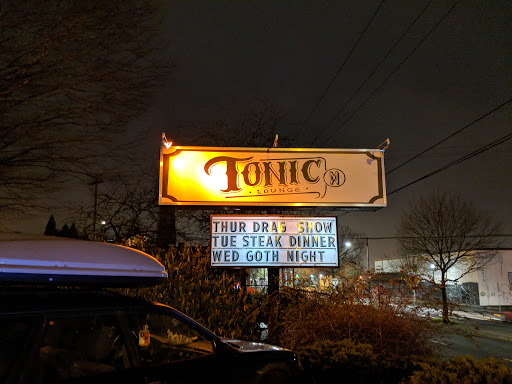 TONIC
LOUNGE
THUR DRAG SHOW
TUE STEAK DINNER
WED GOTH NIGHT